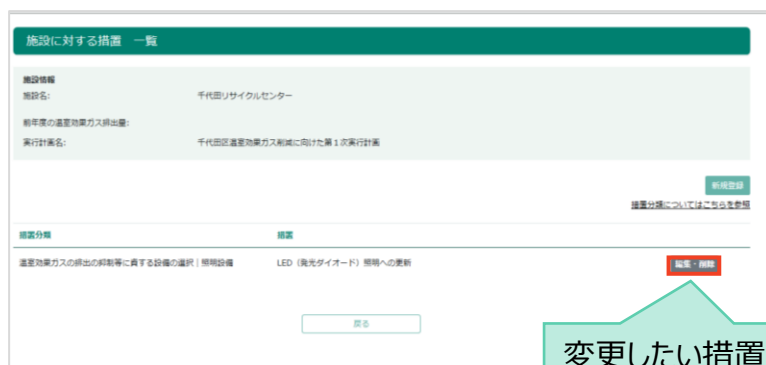 施設に対する措置 一覧
施設情報
施設名: 千代田リサイクルセンター
前年度の温室効果ガス排出量:
実行計画名: 千代田区温室効果ガス削減に向けた第1次実行計画
新規登録
措置分類についてはこちらを参照
措置分類 措置
温室効果ガスの排出の抑制等に資する設備の選択|照明設備 LED(発光ダイオード)照明への更新 編集・削除
戻る
変更したい措置